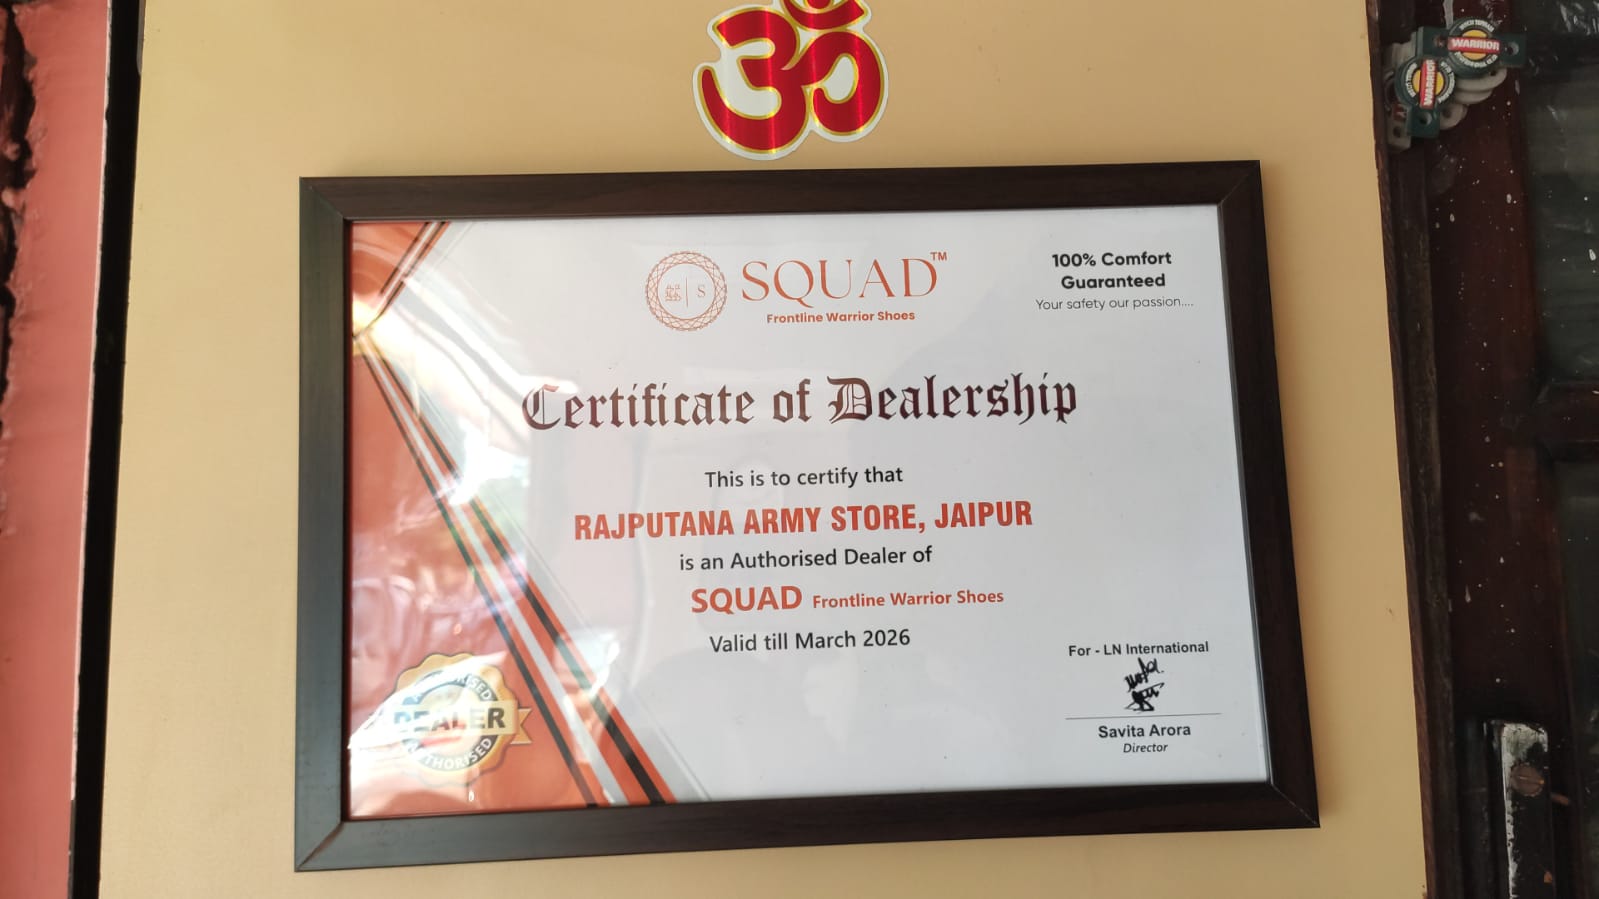 ॐ
WARRIOR
WARRIOR
SQUAD™
S
Frontline Warrior Shoes
100% Comfort
Guaranteed
Your safety our passion....
Certificate of Dealership
This is to certify that
RAJPUTANA ARMY STORE, JAIPUR
is an Authorised Dealer of
SQUAD Frontline Warrior Shoes
Valid till March 2026
For - LN International
Savita Arora
Director
DEALER